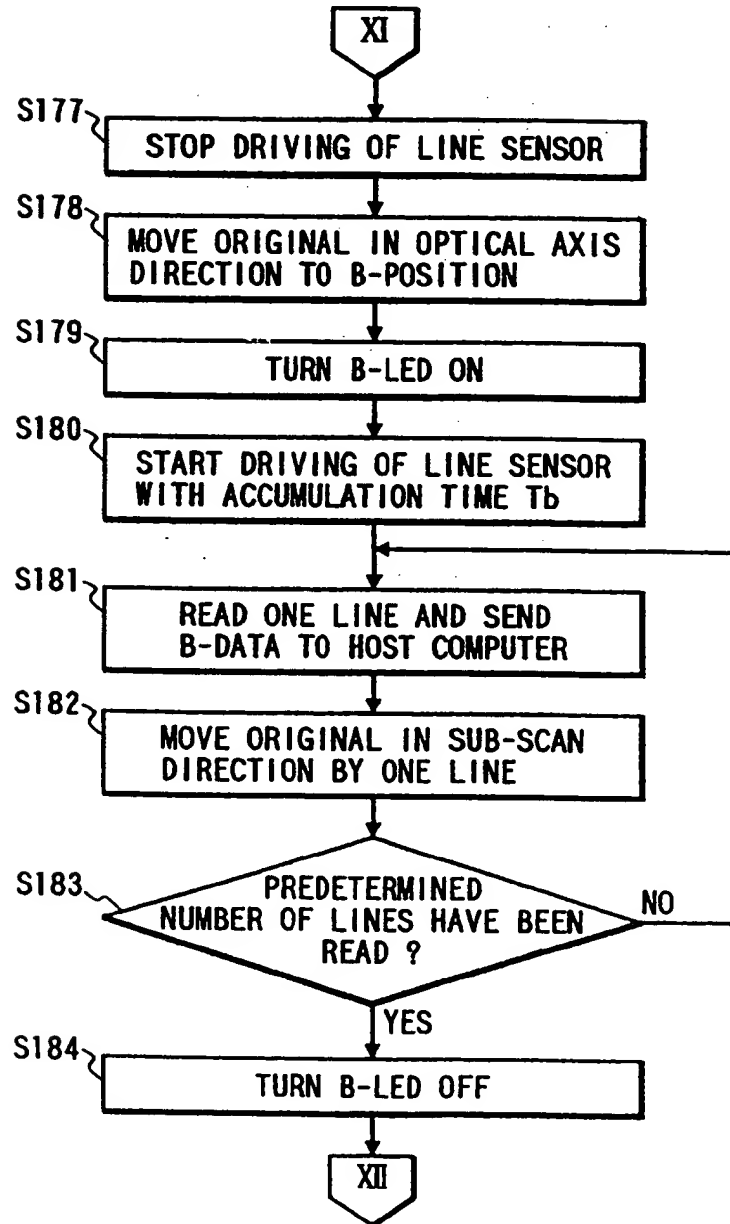 XI
S177
STOP DRIVING OF LINE SENSOR
S178
MOVE ORIGINAL IN OPTICAL AXIS
DIRECTION TO B-POSITION
S179
TURN B-LED ON
S180
START DRIVING OF LINE SENSOR
WITH ACCUMULATION TIME Tb
S181
READ ONE LINE AND SEND
B-DATA TO HOST COMPUTER
S182
MOVE ORIGINAL IN SUB-SCAN
DIRECTION BY ONE LINE
S183
PREDETERMINED
NUMBER OF LINES HAVE BEEN
READ ?
NO
YES
S184
TURN B-LED OFF
XII